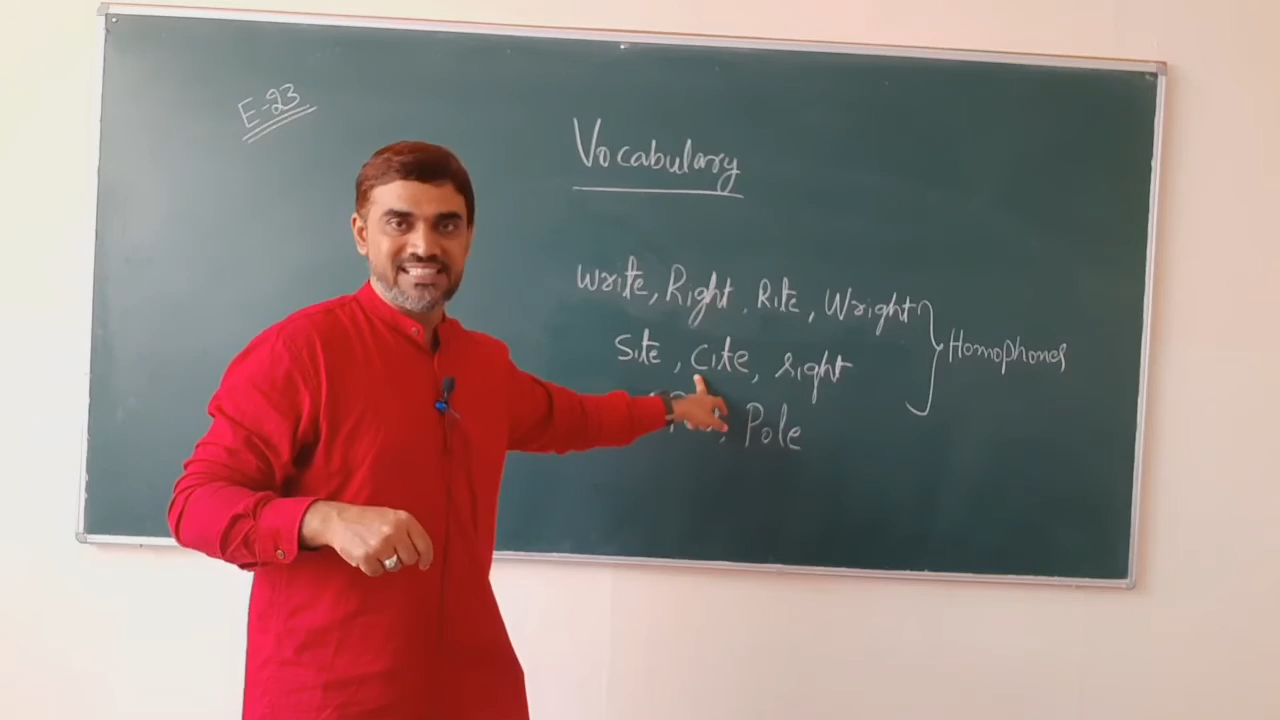 E-23
Vocabulary
Write, Right, Rite, Wright
Homophones
Site, Cite, sight
Pole